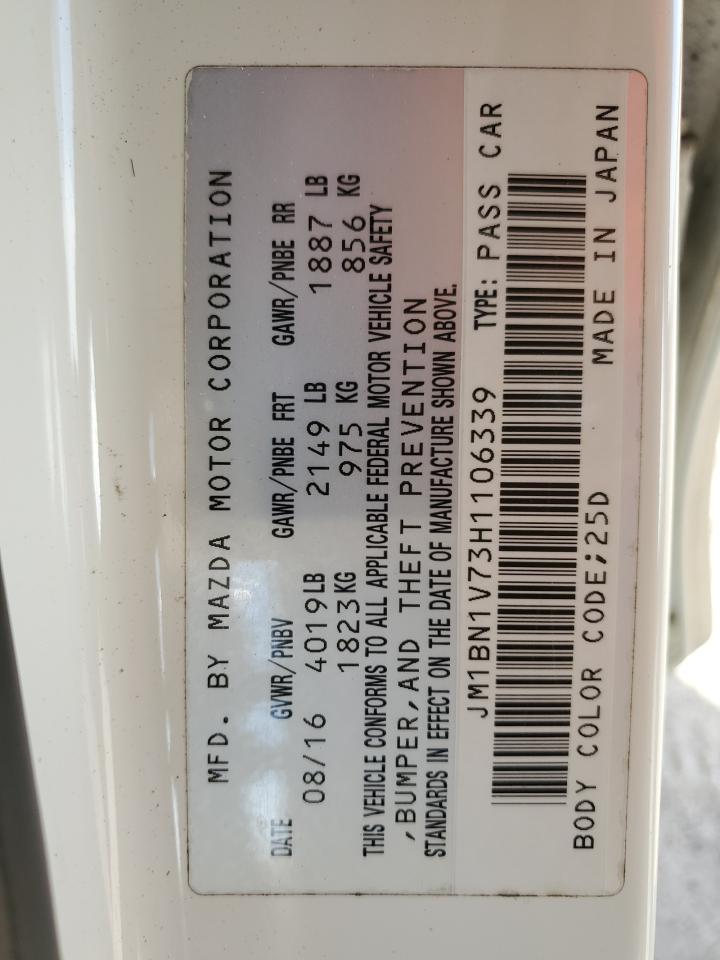 MFD. BY MAZDA MOTOR CORPORATION
DATE GVWR/PNBV GAWR/PNBE FRT GAWR/PNBE RR
08/16 4019LB 2149 LB 1887 LB
1823KG 975 KG 856 KG
THIS VEHICLE CONFORMS TO ALL APPLICABLE FEDERAL MOTOR VEHICLE SAFETY
,BUMPER,AND THEFT PREVENTION
STANDARDS IN EFFECT ON THE DATE OF MANUFACTURE SHOWN ABOVE.
JM1BN1V73H1106339 TYPE: PASS CAR
BODY COLOR CODE;25D MADE IN JAPAN